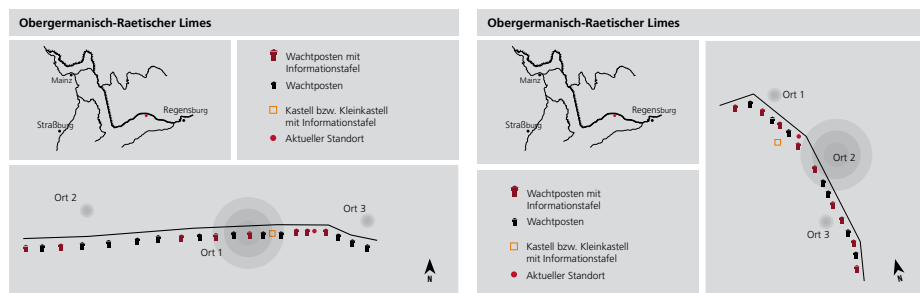 Obergermanisch-Raetischer Limes
Mainz
Straßburg
Regensburg
Wachtposten mit
Informationstafel
Wachtposten
Kastell bzw. Kleinkastell
mit Informationstafel
Aktueller Standort
Ort 2
Ort 3
Ort 1
N
Obergermanisch-Raetischer Limes
Mainz
Straßburg
Regensburg
Wachtposten mit
Informationstafel
Wachtposten
Kastell bzw. Kleinkastell
mit Informationstafel
Aktueller Standort
Ort 1
Ort 2
Ort 3
N